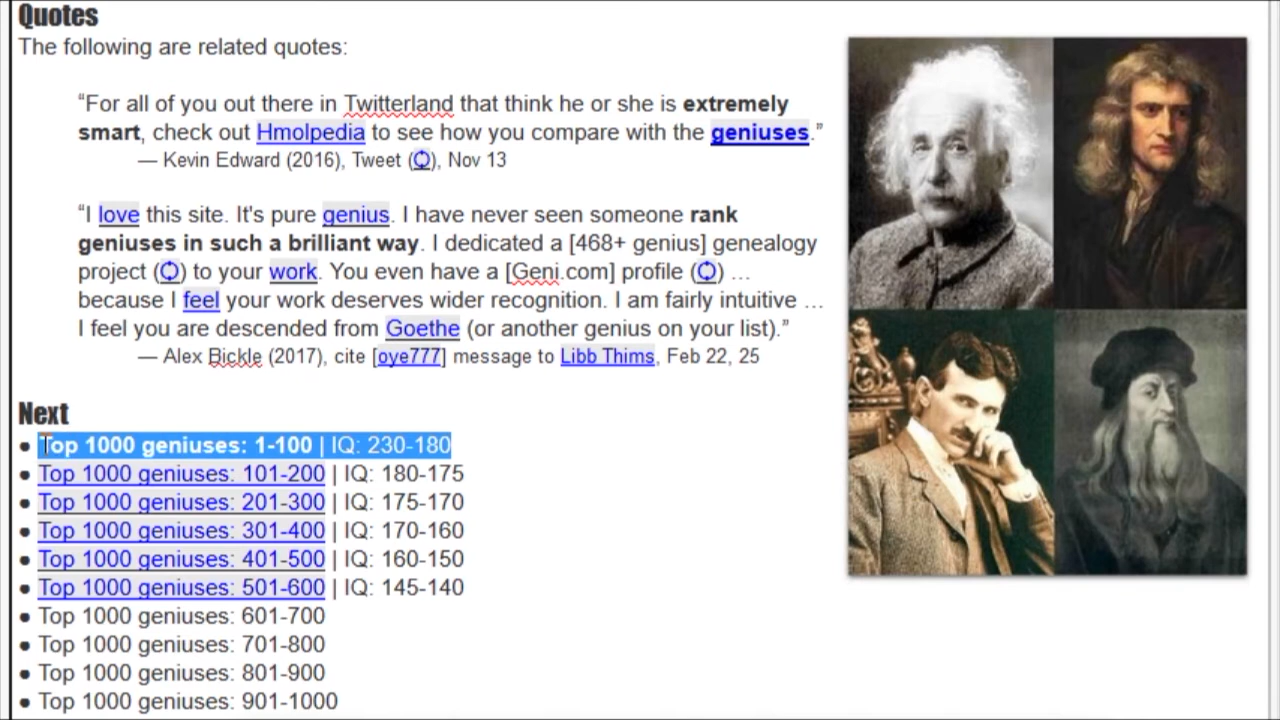 Quotes
The following are related quotes:
“For all of you out there in Twitterland that think he or she is extremely
smart, check out Hmolpedia to see how you compare with the geniuses.”
— Kevin Edward (2016), Tweet (), Nov 13
“I love this site. It's pure genius. I have never seen someone rank
geniuses in such a brilliant way. I dedicated a [468+ genius] genealogy
project () to your work. You even have a [Geni.com] profile () …
because I feel your work deserves wider recognition. I am fairly intuitive …
I feel you are descended from Goethe (or another genius on your list).”
— Alex Bickle (2017), cite [oye777] message to Libb Thims, Feb 22, 25
Next
● Top 1000 geniuses: 1-100 | IQ: 230-180
● Top 1000 geniuses: 101-200 | IQ: 180-175
● Top 1000 geniuses: 201-300 | IQ: 175-170
● Top 1000 geniuses: 301-400 | IQ: 170-160
● Top 1000 geniuses: 401-500 | IQ: 160-150
● Top 1000 geniuses: 501-600 | IQ: 145-140
● Top 1000 geniuses: 601-700
● Top 1000 geniuses: 701-800
● Top 1000 geniuses: 801-900
● Top 1000 geniuses: 901-1000